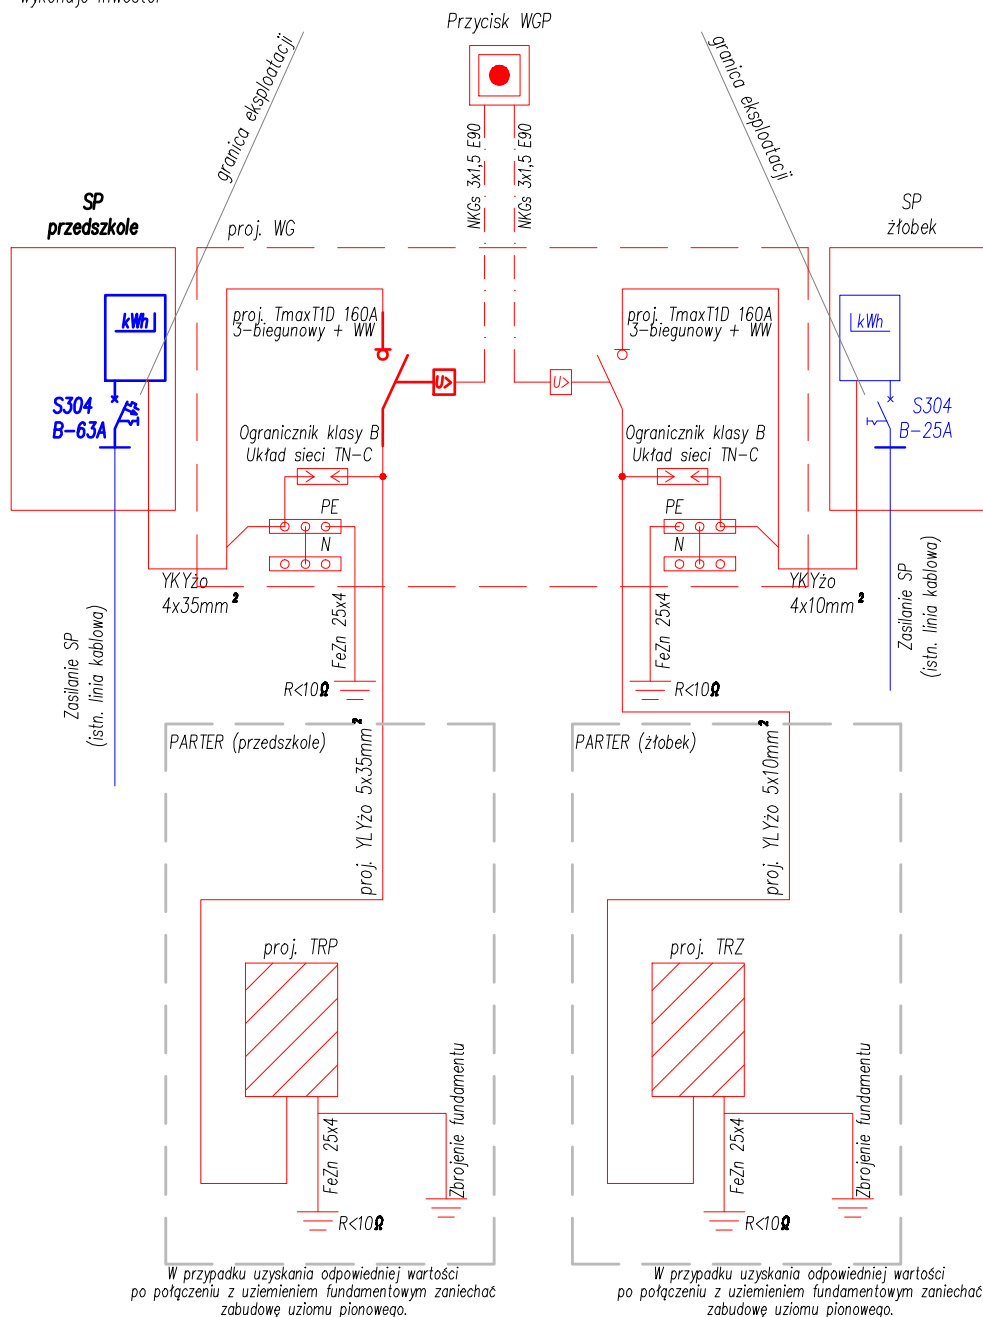 wykonuje inwestor
Przycisk WGP
granica eksploatacji
granica eksploatacji
NKGs 3x1,5 E90
NKGs 3x1,5 E90
SP
przedszkole
proj. WG
SP
żłobek
kWh
kWh
proj. TmaxT1D 160A
3-biegunowy + WW
proj. TmaxT1D 160A
3-biegunowy + WW
U>
U>
S304
B-63A
S304
B-25A
Ogranicznik klasy B
Układ sieci TN-C
Ogranicznik klasy B
Układ sieci TN-C
PE
N
PE
N
YKYżo
4x35mm²
YKYżo
4x10mm²
Zasilanie SP
(istn. linia kablowa)
Zasilanie SP
(istn. linia kablowa)
FeZn 25x4
FeZn 25x4
R<10Ω
R<10Ω
PARTER (przedszkole)
PARTER (żłobek)
proj. YLYżo 5x35mm²
proj. YLYżo 5x10mm²
proj. TRP
proj. TRZ
FeZn 25x4
Zbrojenie fundamentu
FeZn 25x4
Zbrojenie fundamentu
R<10Ω
R<10Ω
W przypadku uzyskania odpowiedniej wartości
po połączeniu z uziemieniem fundamentowym zaniechać
zabudowę uziomu pionowego.
W przypadku uzyskania odpowiedniej wartości
po połączeniu z uziemieniem fundamentowym zaniechać
zabudowę uziomu pionowego.